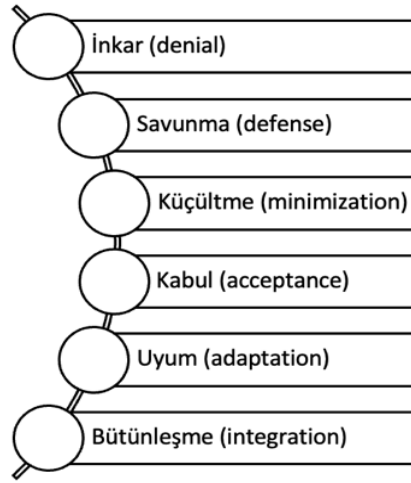 İnkar (denial)
Savunma (defense)
Küçültme (minimization)
Kabul (acceptance)
Uyum (adaptation)
Bütünleşme (integration)